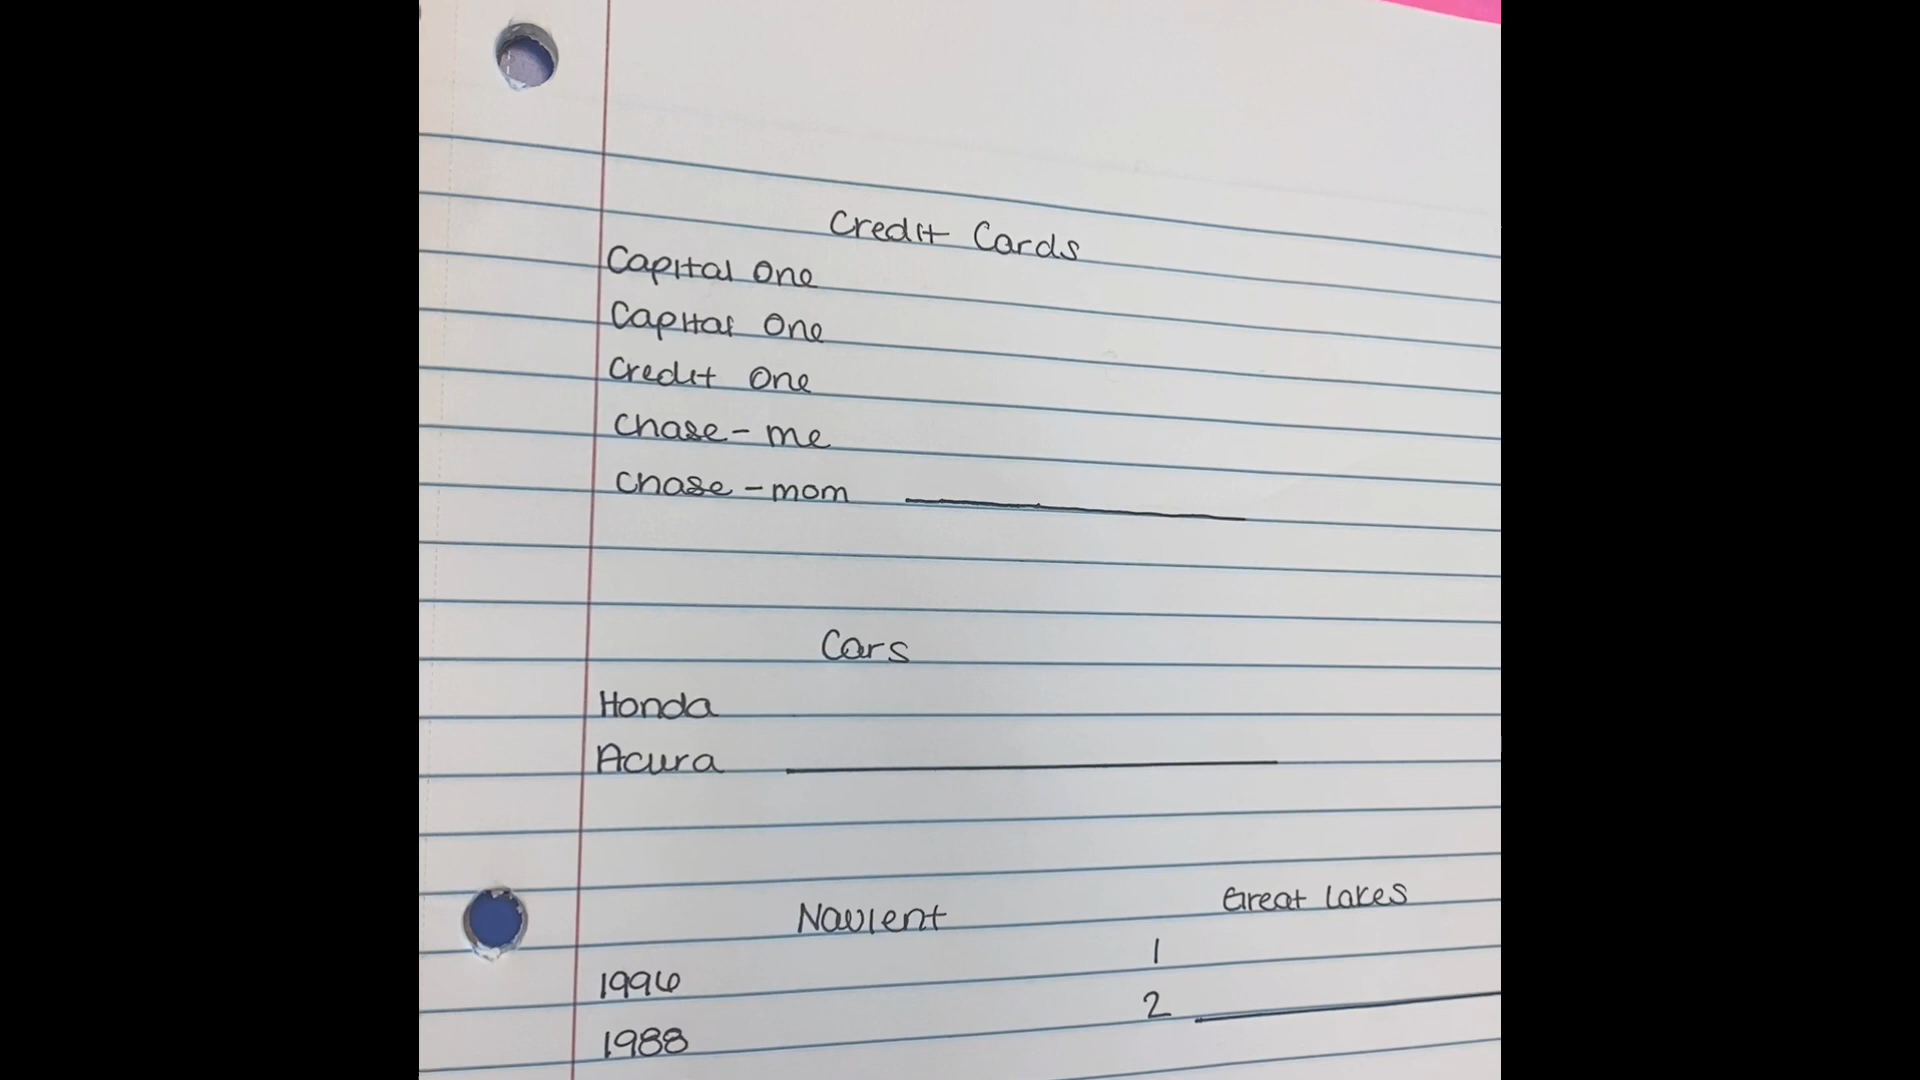 Credit Cards
Capital One
Capital One
Credit One
Chase - me
Chase - mom
Cars
Honda
Acura
Navient
1996
1988
Great Lakes
1
2